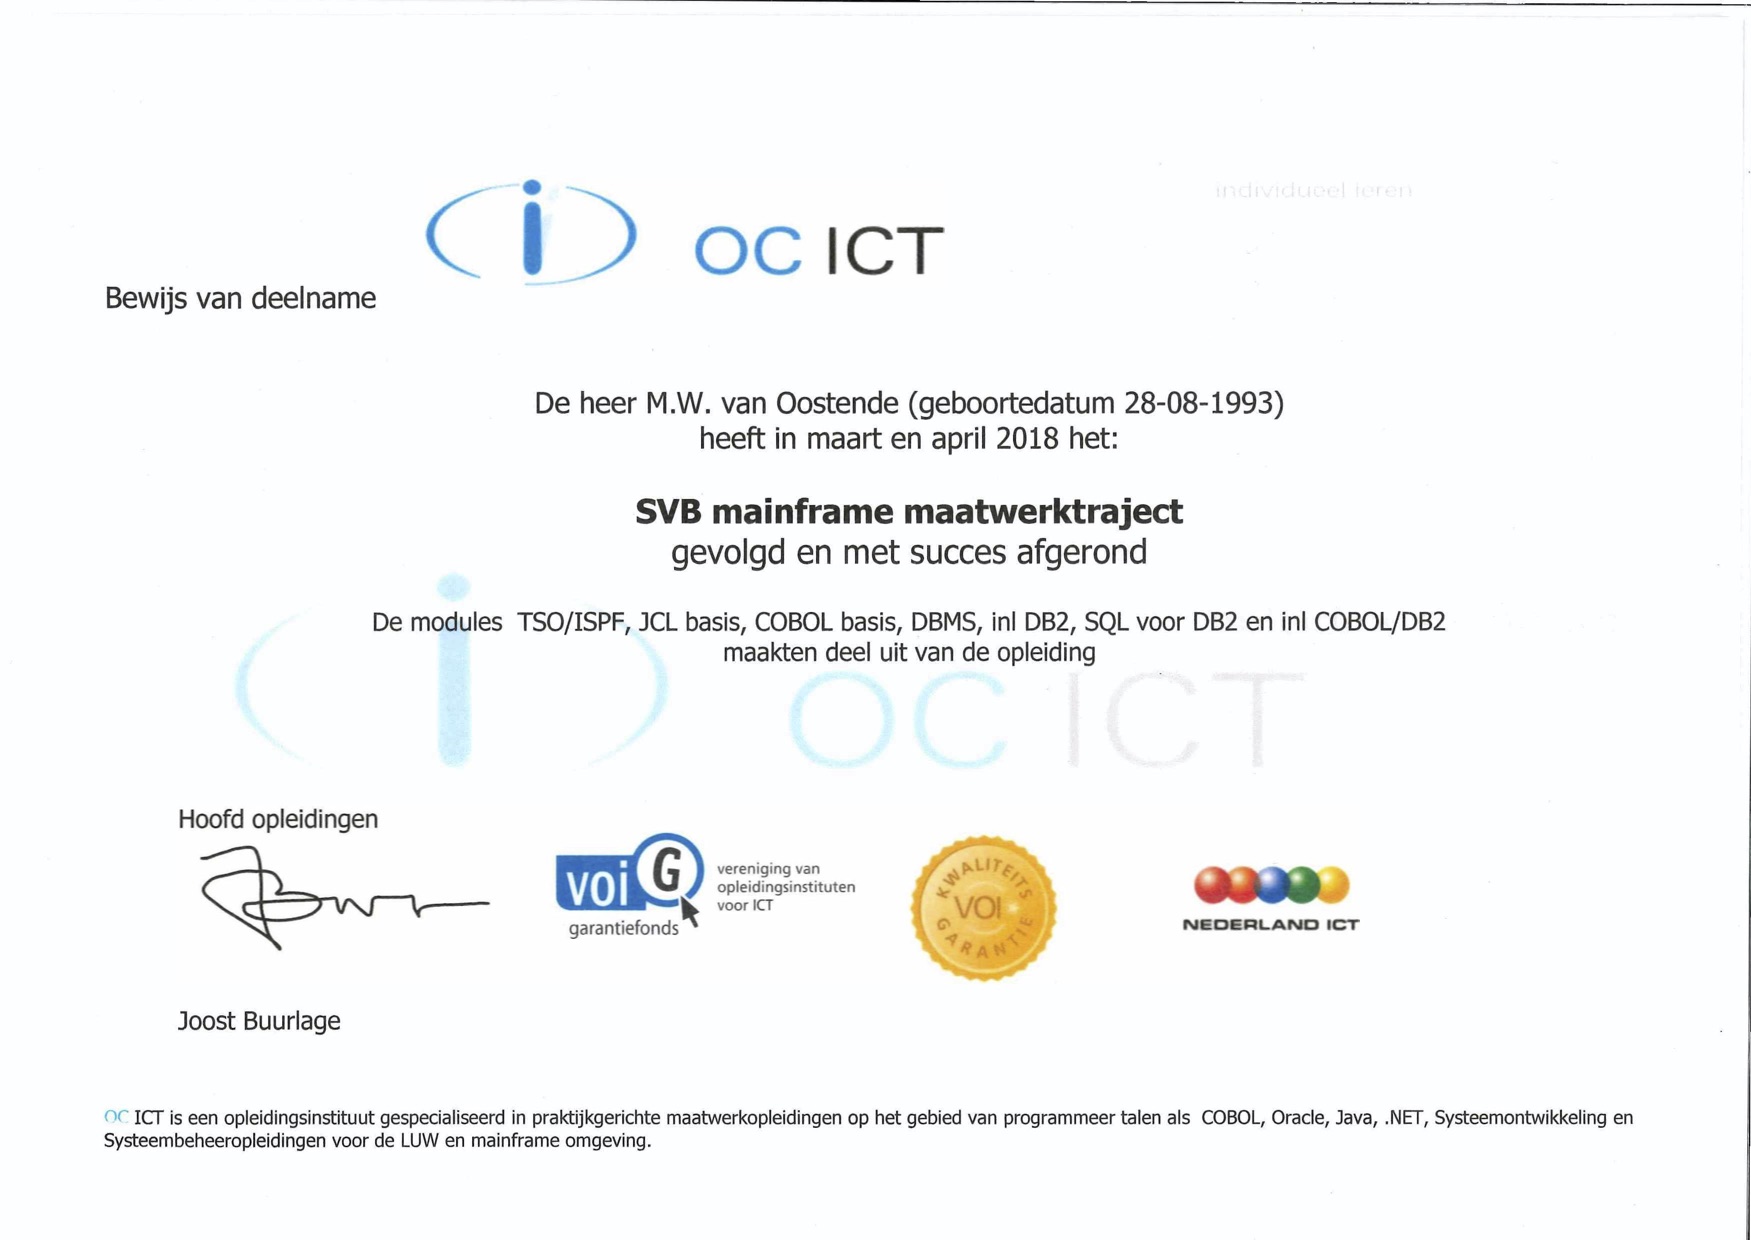 individueel leren
OC ICT
Bewijs van deelname
De heer M.W. van Oostende (geboortedatum 28-08-1993)
heeft in maart en april 2018 het:
SVB mainframe maatwerktraject
gevolgd en met succes afgerond
De modules TSO/ISPF, JCL basis, COBOL basis, DBMS, inl DB2, SQL voor DB2 en inl COBOL/DB2
maakten deel uit van de opleiding
OC ICT
Hoofd opleidingen
voi G
garantiefonds
vereniging van
opleidingsinstituten
voor ICT
KWALITEITS
VOI
GARANTIE
NEDERLAND ICT
Joost Buurlage
OC ICT is een opleidingsinstituut gespecialiseerd in praktijkgerichte maatwerkopleidingen op het gebied van programmeer talen als COBOL, Oracle, Java, .NET, Systeemontwikkeling en
Systeembeheeropleidingen voor de LUW en mainframe omgeving.